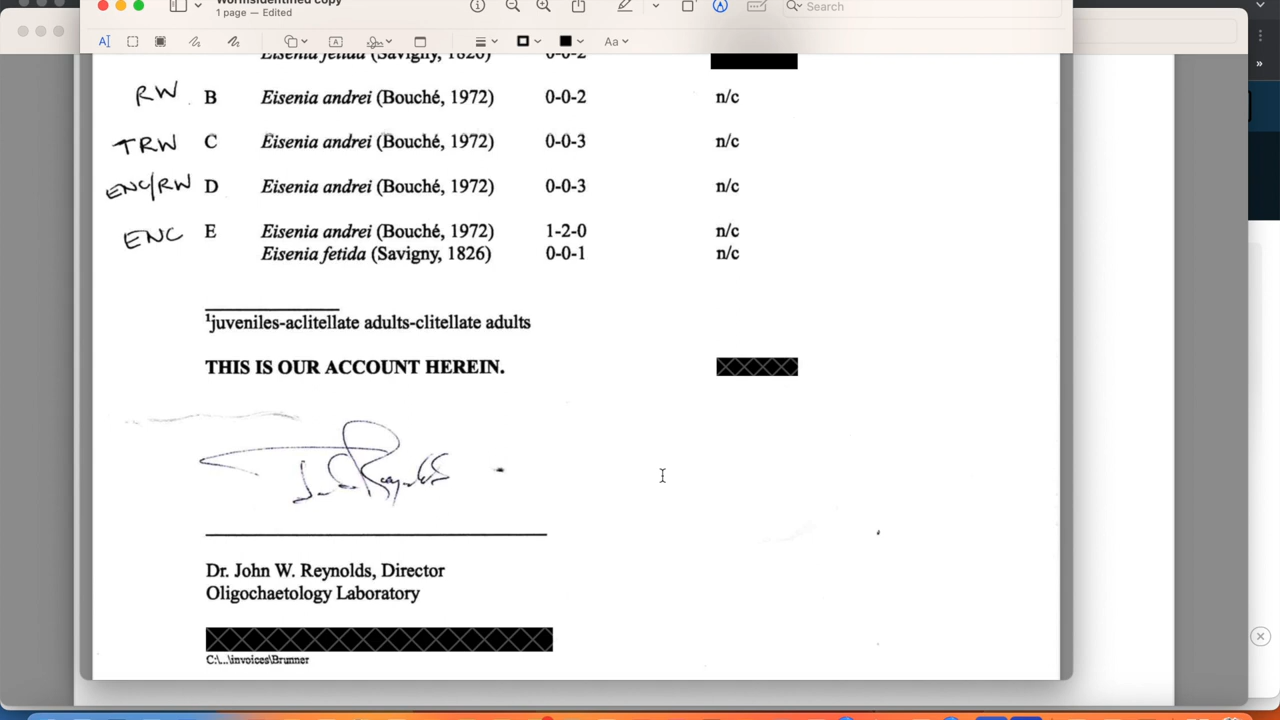 Wormsidentified copy
1 page — Edited
Search
Aa
Eisenia fetida (Savigny, 1826) 0-0-2
RW B Eisenia andrei (Bouché, 1972) 0-0-2 n/c
TRW C Eisenia andrei (Bouché, 1972) 0-0-3 n/c
ENC/RW D Eisenia andrei (Bouché, 1972) 0-0-3 n/c
ENC E Eisenia andrei (Bouché, 1972) 1-2-0 n/c
Eisenia fetida (Savigny, 1826) 0-0-1 n/c
¹juveniles-aclitellate adults-clitellate adults
THIS IS OUR ACCOUNT HEREIN.
Dr. John W. Reynolds, Director
Oligochaetology Laboratory
C:\...\invoices\Brunner